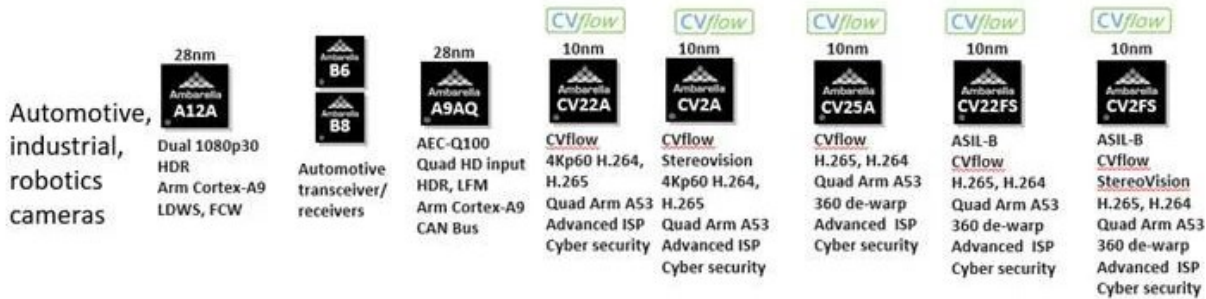 Automotive,
industrial,
robotics
cameras
28nm
Ambarella
A12A
Dual 1080p30
HDR
Arm Cortex-A9
LDWS, FCW
Ambarella
B6
Ambarella
B8
Automotive
transceiver/
receivers
28nm
Ambarella
A9AQ
AEC-Q100
Quad HD input
HDR, LFM
Arm Cortex-A9
CAN Bus
CVflow
10nm
Ambarella
CV22A
CVflow
4Kp60 H.264,
H.265
Quad Arm A53
Advanced ISP
Cyber security
CVflow
10nm
Ambarella
CV2A
CVflow
Stereovision
4Kp60 H.264,
H.265
Quad Arm A53
Advanced ISP
Cyber security
CVflow
10nm
Ambarella
CV25A
CVflow
H.265, H.264
Quad Arm A53
360 de-warp
Advanced ISP
Cyber security
CVflow
10nm
Ambarella
CV22FS
ASIL-B
CVflow
H.265, H.264
Quad Arm A53
360 de-warp
Advanced ISP
Cyber security
CVflow
10nm
Ambarella
CV2FS
ASIL-B
CVflow
StereoVision
H.265, H.264
Quad Arm A53
360 de-warp
Advanced ISP
Cyber security